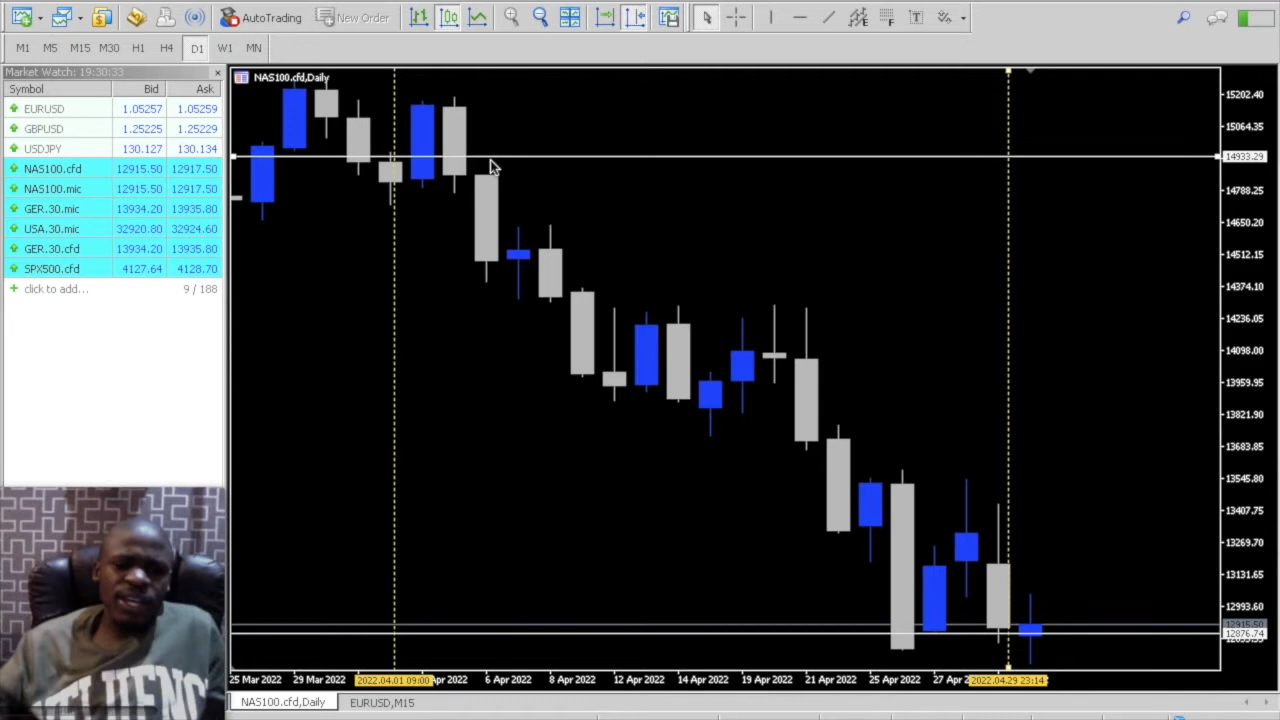 AutoTrading New Order
M1 M5 M15 M30 H1 H4 D1 W1 MN
Market Watch: 19:30:33
Symbol Bid Ask
EURUSD 1.05257 1.05259
GBPUSD 1.25225 1.25229
USDJPY 130.127 130.134
NAS100.cfd 12915.50 12917.50
NAS100.mic 12915.50 12917.50
GER.30.mic 13934.20 13935.80
USA.30.mic 32920.80 32924.60
GER.30.cfd 13934.20 13935.80
SPX500.cfd 4127.64 4128.70
click to add... 9 / 188
NAS100.cfd,Daily
15202.40
15064.35
14933.29
14788.25
14650.20
14512.15
14374.10
14236.05
14098.00
13959.95
13821.90
13683.85
13545.80
13407.75
13269.70
13131.65
12993.60
12915.50
12876.74
25 Mar 2022 29 Mar 2022 2022.04.01 09:00 Apr 2022 6 Apr 2022 8 Apr 2022 12 Apr 2022 14 Apr 2022 19 Apr 2022 21 Apr 2022 25 Apr 2022 27 Apr 2 2022.04.29 23:14
NAS100.cfd,Daily EURUSD,M15